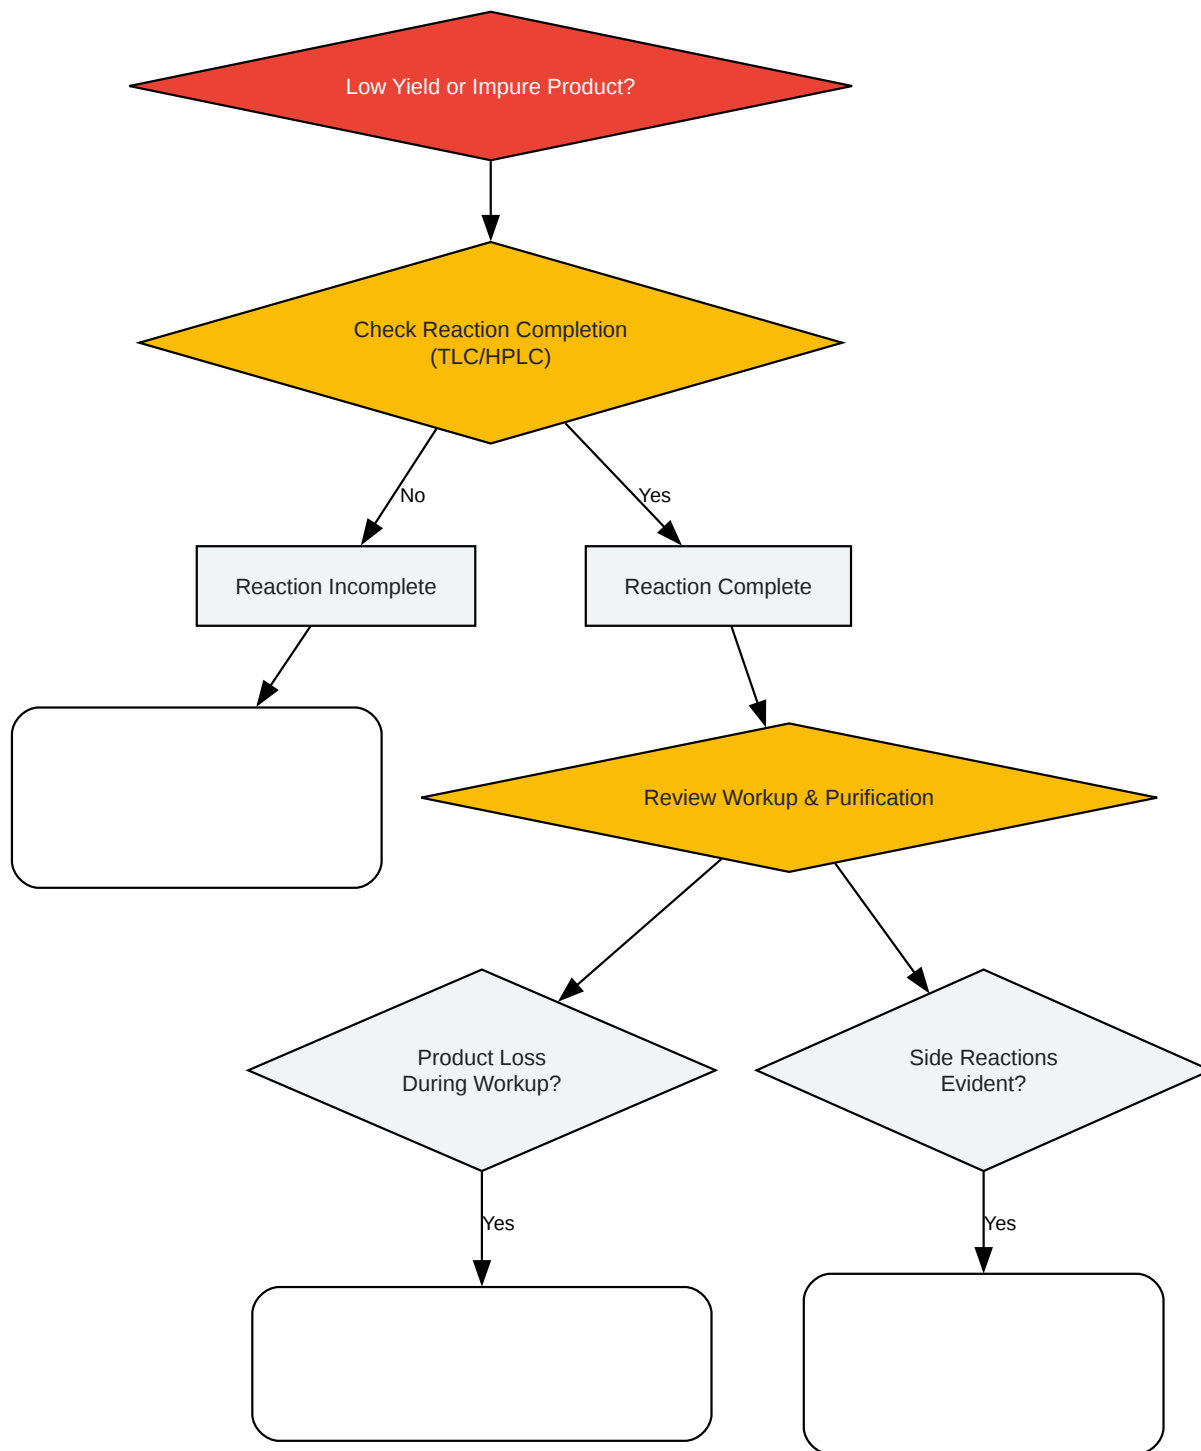 Low Yield or Impure Product?
Check Reaction Completion
(TLC/HPLC)
No
Yes
Reaction Incomplete
Reaction Complete
Review Workup & Purification
Product Loss
During Workup?
Side Reactions
Evident?
Yes
Yes